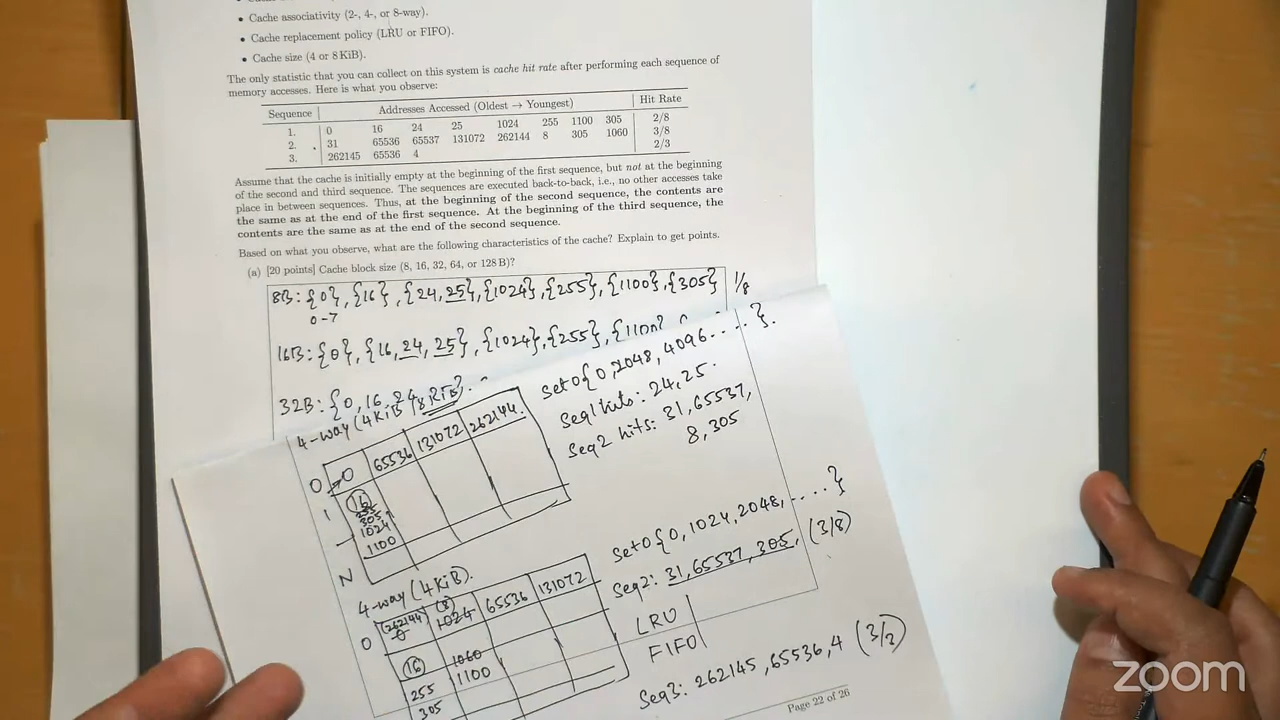 • Cache associativity (2-, 4-, or 8-way).
• Cache replacement policy (LRU or FIFO).
• Cache size (4 or 8 KiB).
The only statistic that you can collect on this system is cache hit rate after performing each sequence of
memory accesses. Here is what you observe:
Sequence Addresses Accessed (Oldest → Youngest) Hit Rate
1. 0 16 24 25 1024 255 1100 305 2/8
2. 31 65536 65537 131072 262144 8 305 1060 3/8
3. 262145 65536 4 2/3
Assume that the cache is initially empty at the beginning of the first sequence, but not at the beginning
of the second and third sequence. The sequences are executed back-to-back, i.e., no other accesses take
place in between sequences. Thus, at the beginning of the second sequence, the contents are
the same as at the end of the first sequence. At the beginning of the third sequence, the
contents are the same as at the end of the second sequence.
Based on what you observe, what are the following characteristics of the cache? Explain to get points.
(a) [20 points] Cache block size (8, 16, 32, 64, or 128 B)?
8B: {0}, {16}, {24, 25}, {1024}, {255}, {1100}, {305} 1/8
0-7
16B: {0}, {16, 24, 25}, {1024}, {255}, {1100}
32B: {0, 16, 24
4-way (4KiB / 8KiB).
0 0 65536 131072 262144
1 16
255
305
1024
1100
N
Set 0 {0, 2048, 4096.....}.
Seq1 hits: 24, 25.
Seq2 hits: 31, 65537,
8, 305
4-way (4KiB).
0 (262144) 0 (8) 1024 65536 131072
16 1060
255 1100
305
Set 0 {0, 1024, 2048, .....}
Seq2: 31, 65537, 305, (3/8)
LRU
FIFO
Seq3: 262145, 65536, 4 (3/3)
Page 22 of 26
zoom